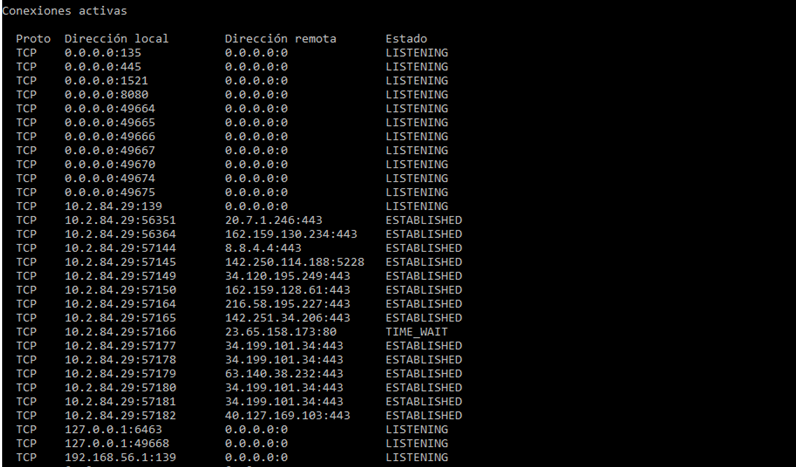 Conexiones activas
Proto Dirección local Dirección remota Estado
TCP 0.0.0.0:135 0.0.0.0:0 LISTENING
TCP 0.0.0.0:445 0.0.0.0:0 LISTENING
TCP 0.0.0.0:1521 0.0.0.0:0 LISTENING
TCP 0.0.0.0:8080 0.0.0.0:0 LISTENING
TCP 0.0.0.0:49664 0.0.0.0:0 LISTENING
TCP 0.0.0.0:49665 0.0.0.0:0 LISTENING
TCP 0.0.0.0:49666 0.0.0.0:0 LISTENING
TCP 0.0.0.0:49667 0.0.0.0:0 LISTENING
TCP 0.0.0.0:49670 0.0.0.0:0 LISTENING
TCP 0.0.0.0:49674 0.0.0.0:0 LISTENING
TCP 0.0.0.0:49675 0.0.0.0:0 LISTENING
TCP 10.2.84.29:139 0.0.0.0:0 LISTENING
TCP 10.2.84.29:56351 20.7.1.246:443 ESTABLISHED
TCP 10.2.84.29:56364 162.159.130.234:443 ESTABLISHED
TCP 10.2.84.29:57144 8.8.4.4:443 ESTABLISHED
TCP 10.2.84.29:57145 142.250.114.188:5228 ESTABLISHED
TCP 10.2.84.29:57149 34.120.195.249:443 ESTABLISHED
TCP 10.2.84.29:57150 162.159.128.61:443 ESTABLISHED
TCP 10.2.84.29:57164 216.58.195.227:443 ESTABLISHED
TCP 10.2.84.29:57165 142.251.34.206:443 ESTABLISHED
TCP 10.2.84.29:57166 23.65.158.173:80 TIME_WAIT
TCP 10.2.84.29:57177 34.199.101.34:443 ESTABLISHED
TCP 10.2.84.29:57178 34.199.101.34:443 ESTABLISHED
TCP 10.2.84.29:57179 63.140.38.232:443 ESTABLISHED
TCP 10.2.84.29:57180 34.199.101.34:443 ESTABLISHED
TCP 10.2.84.29:57181 34.199.101.34:443 ESTABLISHED
TCP 10.2.84.29:57182 40.127.169.103:443 ESTABLISHED
TCP 127.0.0.1:6463 0.0.0.0:0 LISTENING
TCP 127.0.0.1:49668 0.0.0.0:0 LISTENING
TCP 192.168.56.1:139 0.0.0.0:0 LISTENING